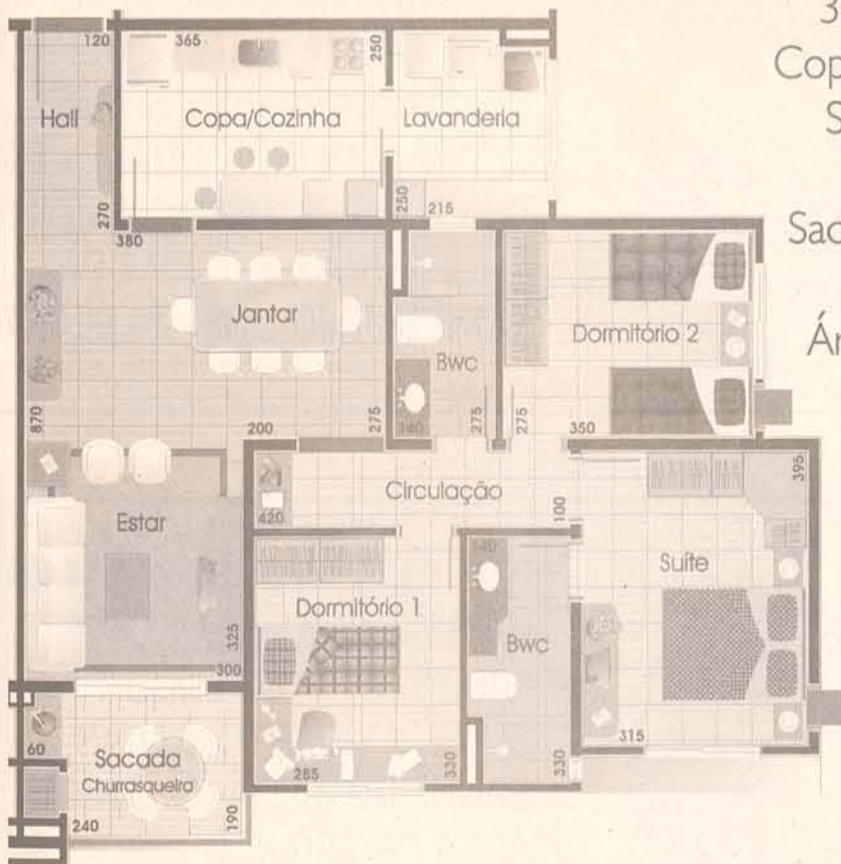 3
Cop
S
Sac
Ár
120
365
250
Hall
Copa/Cozinha
Lavanderia
270
380
250
215
Jantar
Bwc
Dormitório 2
870
200
275
140
275
275
350
Estar
Circulação
395
420
100
140
Suíte
Dormitório 1
Bwc
325
300
60
Sacada
Churrasqueira
285
330
330
315
240
190